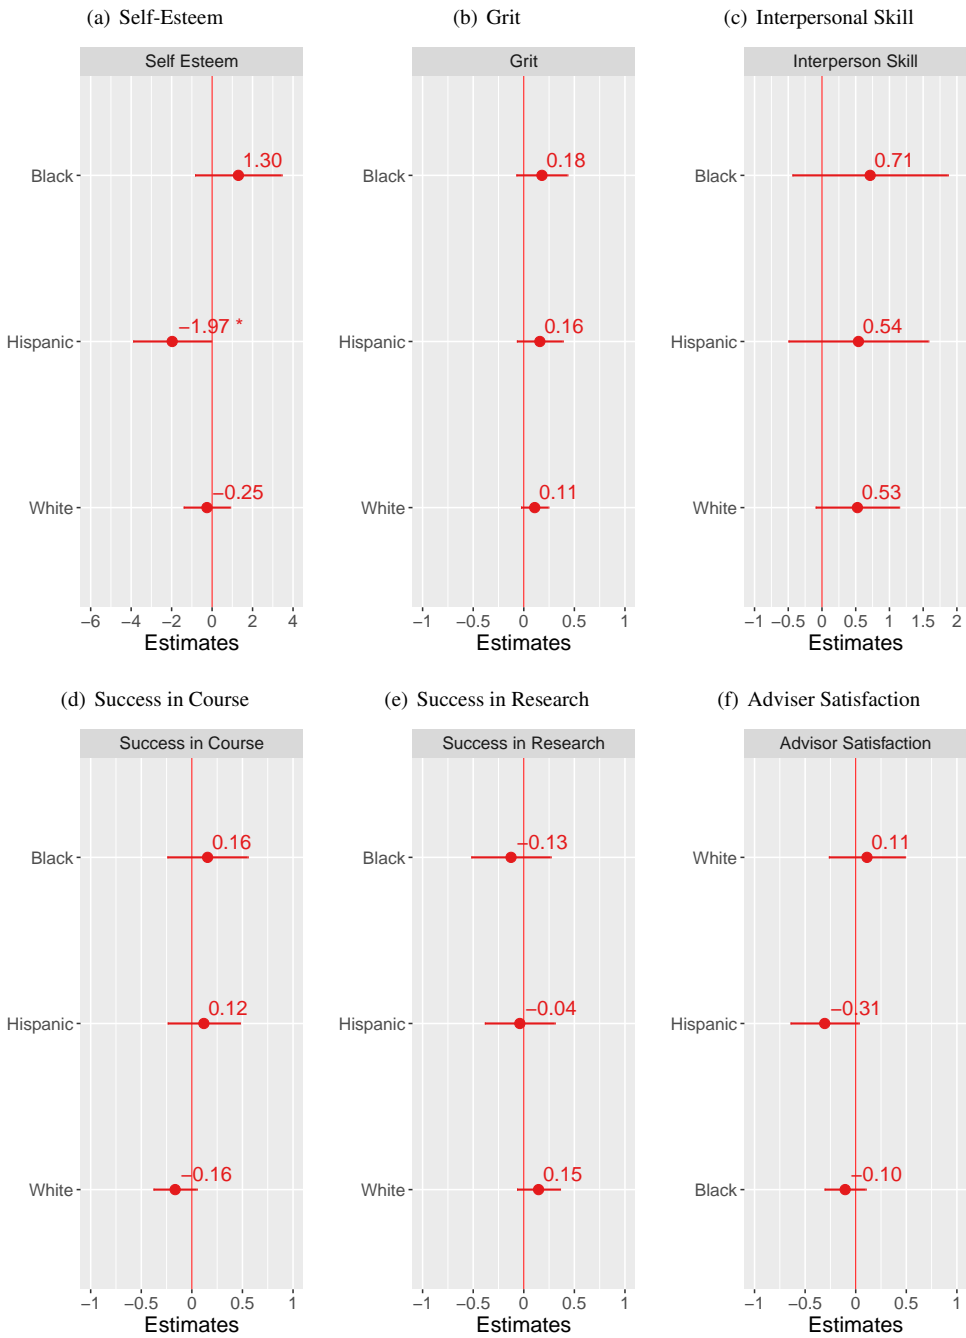 (a) Self-Esteem
(b) Grit
(c) Interpersonal Skill
Self Esteem
Grit
Interperson Skill
1.30
0.18
0.71
Black
Black
Black
−1.97 *
0.16
0.54
Hispanic
Hispanic
Hispanic
−0.25
0.11
0.53
White
White
White
−6 −4 −2 0 2 4
−1 −0.5 0 0.5 1
−1 −0.5 0 0.5 1 1.5 2
Estimates
Estimates
Estimates
(d) Success in Course
(e) Success in Research
(f) Adviser Satisfaction
Success in Course
Success in Research
Advisor Satisfaction
0.16
−0.13
0.11
Black
Black
White
0.12
−0.04
−0.31
Hispanic
Hispanic
Hispanic
−0.16
0.15
−0.10
White
White
Black
−1 −0.5 0 0.5 1
−1 −0.5 0 0.5 1
−1 −0.5 0 0.5 1
Estimates
Estimates
Estimates